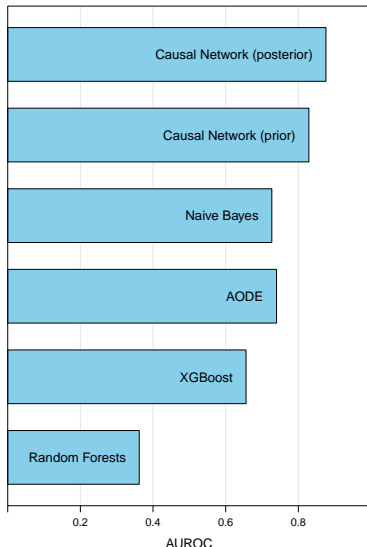 Causal Network (posterior)
Causal Network (prior)
Naive Bayes
AODE
XGBoost
Random Forests
0.2 0.4 0.6 0.8
AUROC